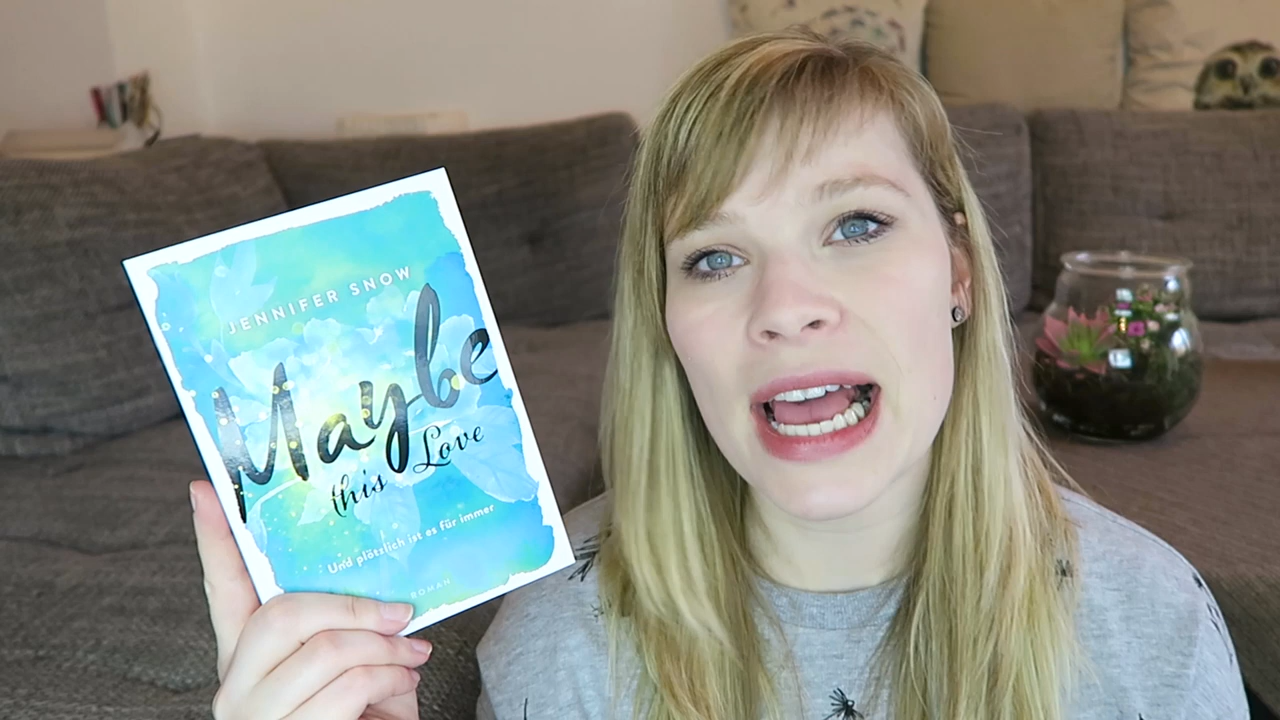 JENNIFER SNOW
Maybe
this Love
Und plötzlich ist es für immer
ROMAN